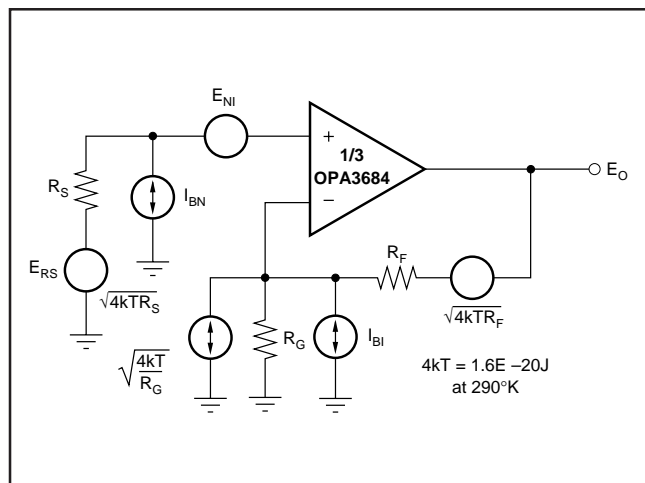 E_NI
+
1/3
OPA3684
−
E_O
R_S
I_BN
R_F
E_RS
√4kTR_S
√4kTR_F
√4kT/R_G
R_G
I_BI
4kT = 1.6E –20J
at 290°K